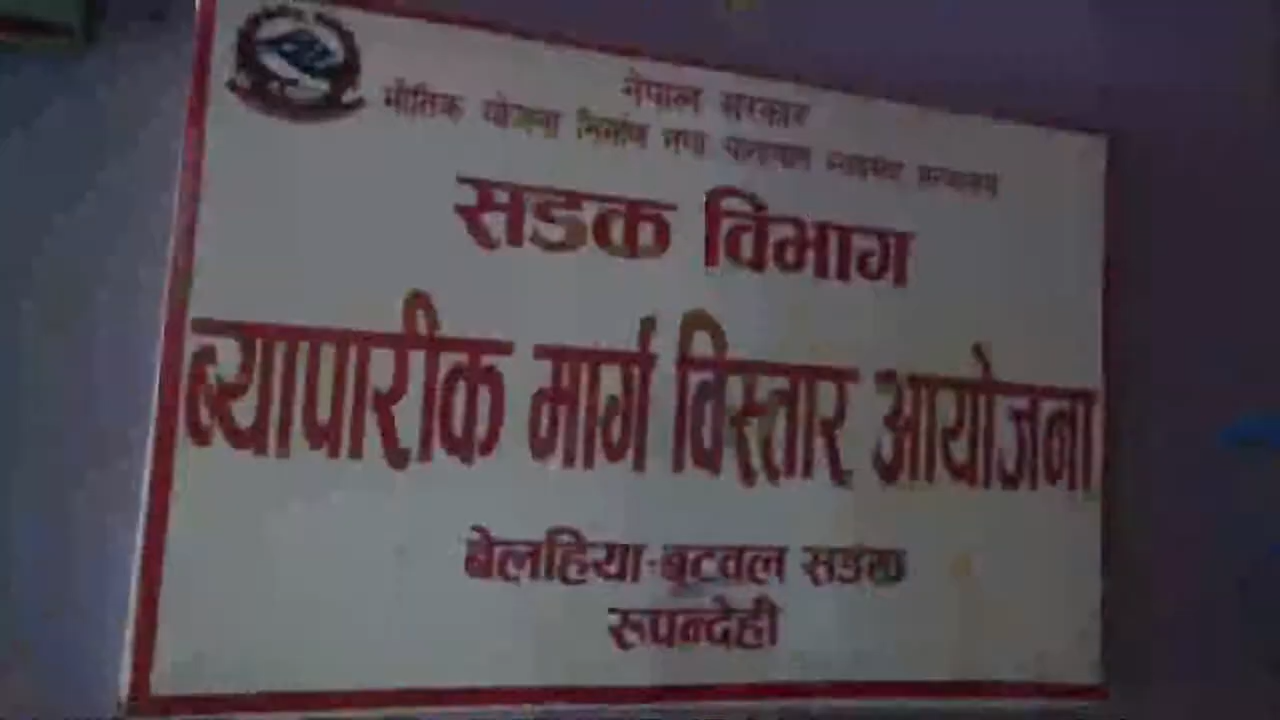 नेपाल सरकार
भौतिक योजना निर्माण तथा यातायात व्यवस्था मन्त्रालय
सडक विभाग
ब्यापारीक मार्ग विस्तार आयोजना
बेलहिया-बुटवल सडक
रुपन्देही